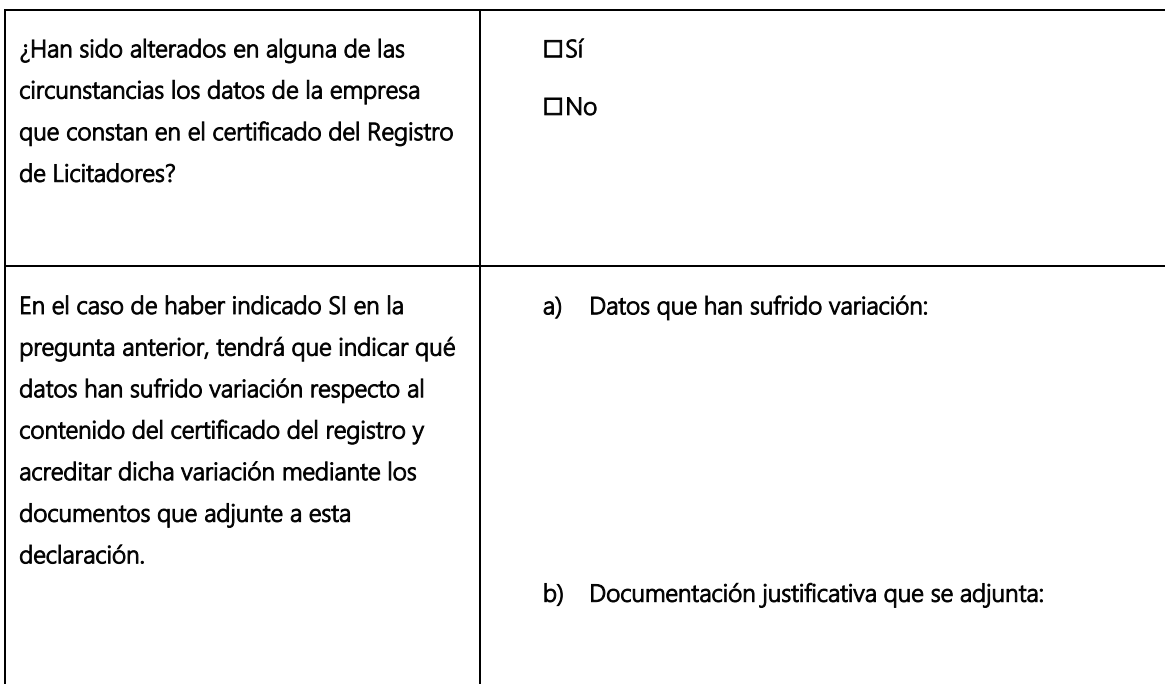 ¿Han sido alterados en alguna de las
circunstancias los datos de la empresa
que constan en el certificado del Registro
de Licitadores?
☐Sí
☐No
En el caso de haber indicado SI en la
pregunta anterior, tendrá que indicar qué
datos han sufrido variación respecto al
contenido del certificado del registro y
acreditar dicha variación mediante los
documentos que adjunte a esta
declaración.
a) Datos que han sufrido variación:
b) Documentación justificativa que se adjunta: